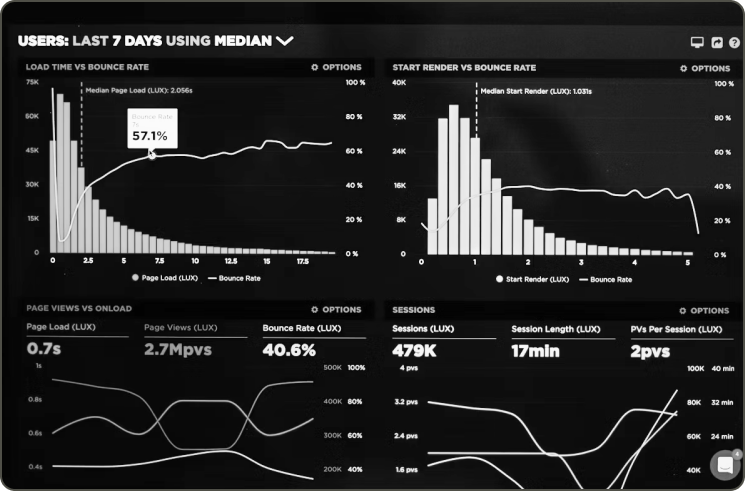 USERS: LAST 7 DAYS USING MEDIAN
?
LOAD TIME VS BOUNCE RATE
OPTIONS
75K
60K
45K
30K
15K
0
Median Page Load (LUX): 2.056s
Bounce Rate
7s
57.1%
100 %
80 %
60 %
40 %
20 %
0 %
0 2.5 5 7.5 10 12.5 15 17.5
Page Load (LUX) Bounce Rate
START RENDER VS BOUNCE RATE
OPTIONS
40K
32K
24K
16K
8K
0
Median Start Render (LUX): 1.031s
100 %
80 %
60 %
40 %
20 %
0 %
0 1 2 3 4 5
Start Render (LUX) Bounce Rate
PAGE VIEWS VS ONLOAD
OPTIONS
Page Load (LUX) Page Views (LUX) Bounce Rate (LUX)
0.7s 2.7Mpvs 40.6%
1s
0.8s
0.6s
0.4s
500K 100%
400K 80%
300K 60%
200K 40%
SESSIONS
OPTIONS
Sessions (LUX) Session Length (LUX) PVs Per Session (LUX)
479K 17min 2pvs
4 pvs
3.2 pvs
2.4 pvs
1.6 pvs
100K 40 min
80K 32 min
60K 24 min
40K
4